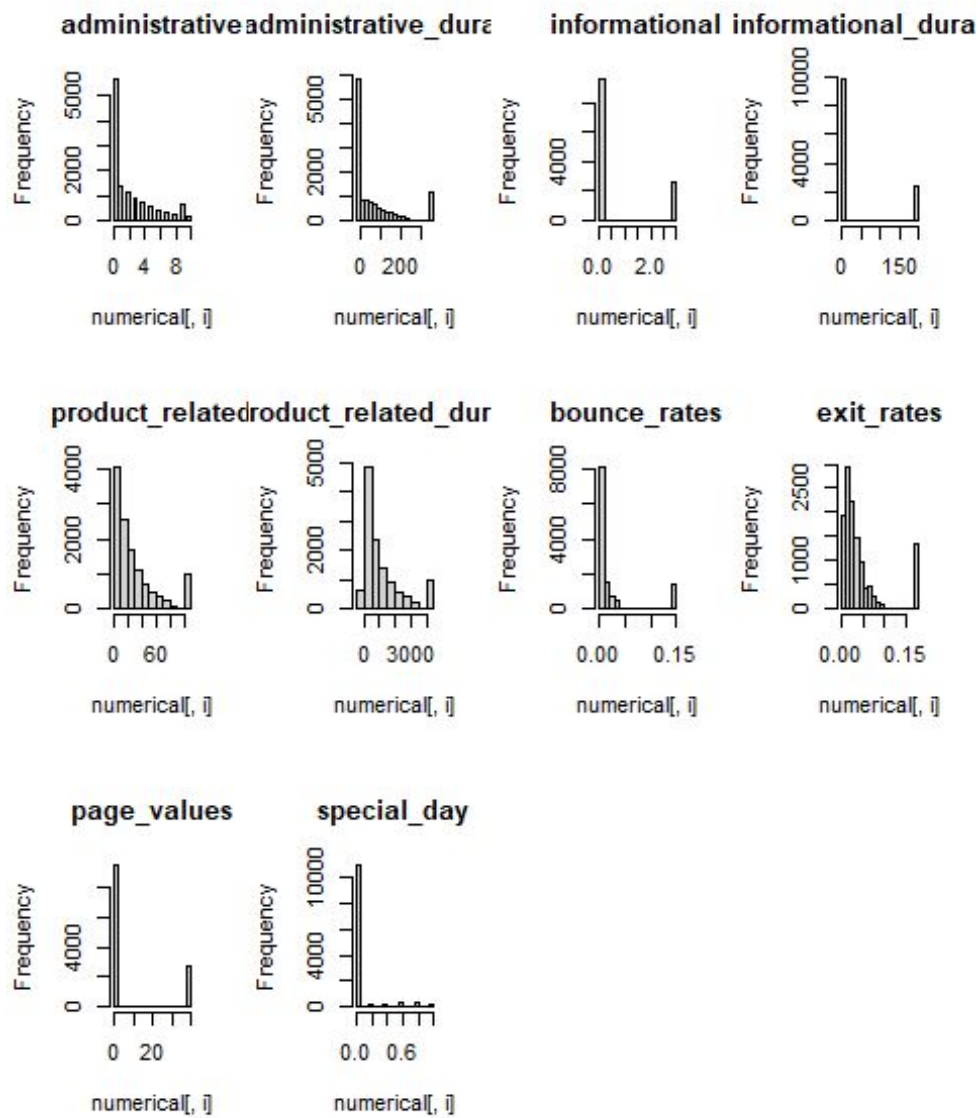 administrative
administrative_dura
informational
informational_dura
Frequency
5000
2000
0
0 4 8
numerical[, i]
Frequency
5000
2000
0
0 200
numerical[, i]
Frequency
4000
0
0.0 2.0
numerical[, i]
Frequency
10000
4000
0
0 150
numerical[, i]
product_related
roduct_related_dur
bounce_rates
exit_rates
Frequency
4000
2000
0
0 60
numerical[, i]
Frequency
5000
2000
0
0 3000
numerical[, i]
Frequency
8000
4000
0
0.00 0.15
numerical[, i]
Frequency
2500
1000
0
0.00 0.15
numerical[, i]
page_values
special_day
Frequency
4000
0
0 20
numerical[, i]
Frequency
10000
4000
0
0.0 0.6
numerical[, i]